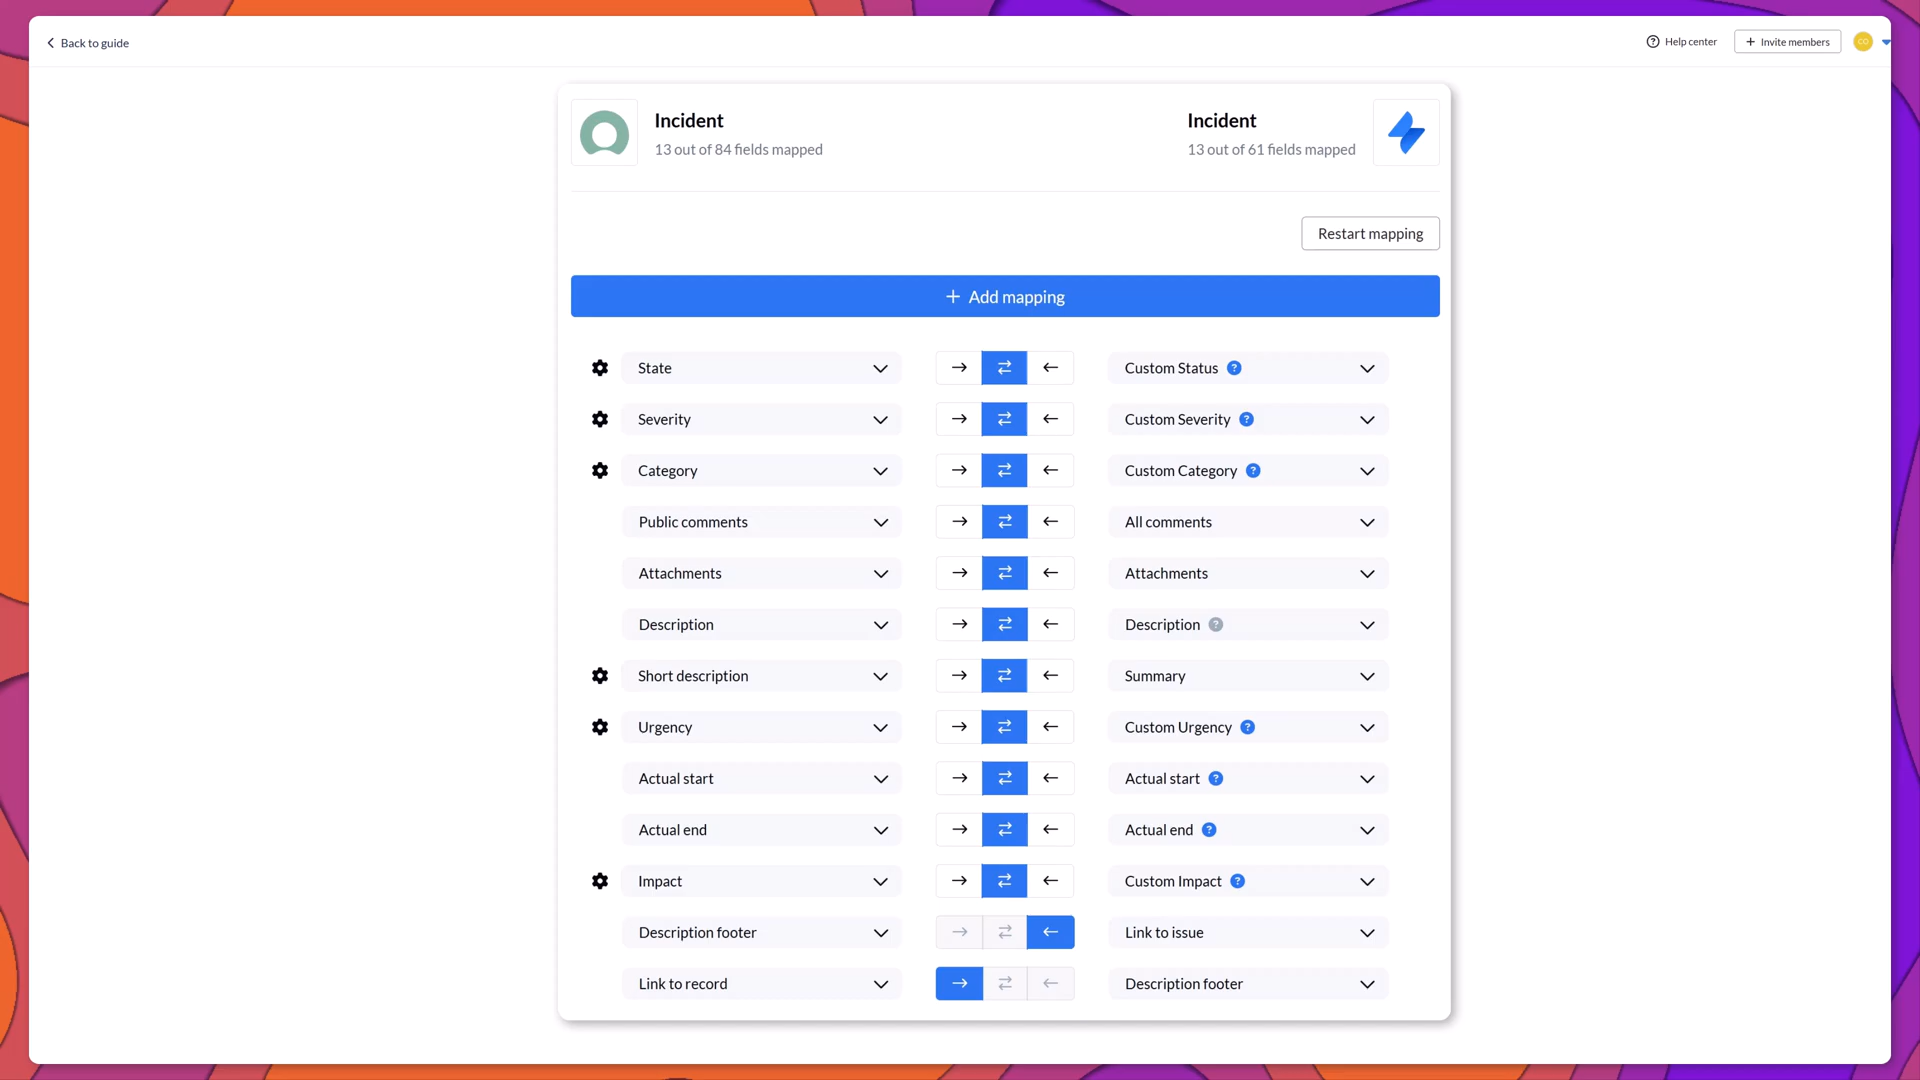 Back to guide
Help center
+ Invite members
CO
Incident
13 out of 84 fields mapped
Incident
13 out of 61 fields mapped
Restart mapping
+ Add mapping
State
Custom Status ?
Severity
Custom Severity ?
Category
Custom Category ?
Public comments
All comments
Attachments
Attachments
Description
Description ?
Short description
Summary
Urgency
Custom Urgency ?
Actual start
Actual start ?
Actual end
Actual end ?
Impact
Custom Impact ?
Description footer
Link to issue
Link to record
Description footer